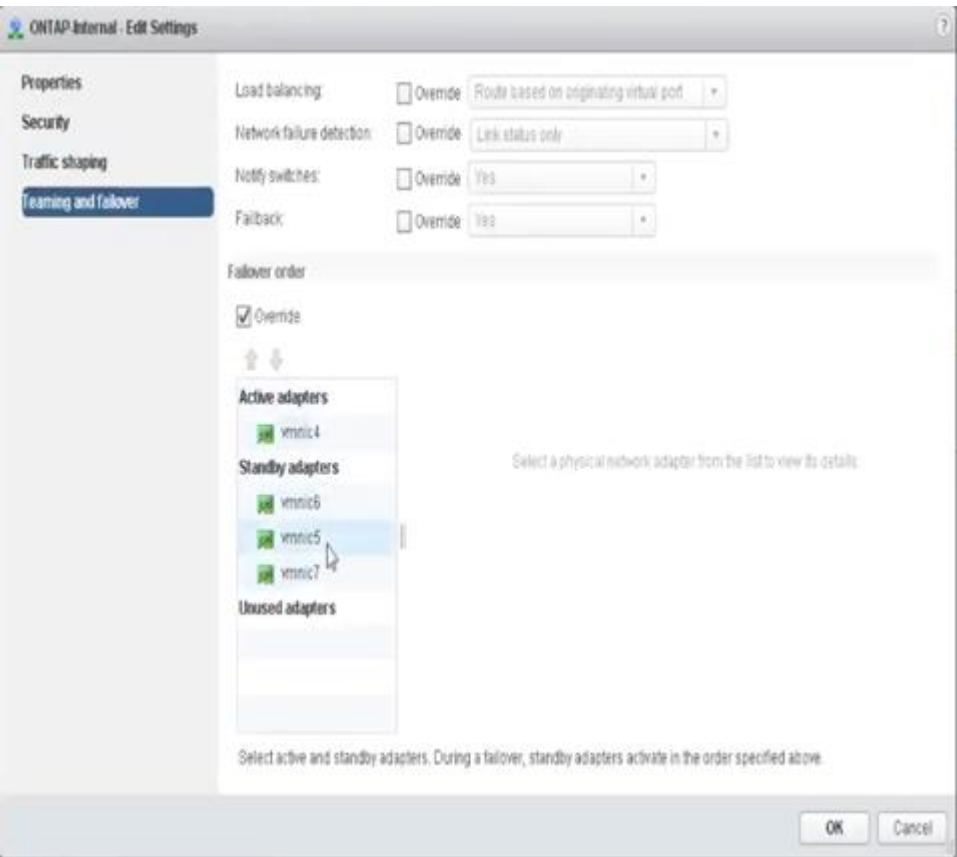 ONTAP-Internal - Edit Settings
?
Properties
Security
Traffic shaping
Teaming and failover
Load balancing: Override Route based on originating virtual port
Network failure detection: Override Link status only
Notify switches: Override Yes
Failback: Override Yes
Failover order
Override
Active adapters
vmnic4
Standby adapters
vmnic6
vmnic5
vmnic7
Unused adapters
Select a physical network adapter from the list to view its details.
Select active and standby adapters. During a failover, standby adapters activate in the order specified above.
OK Cancel